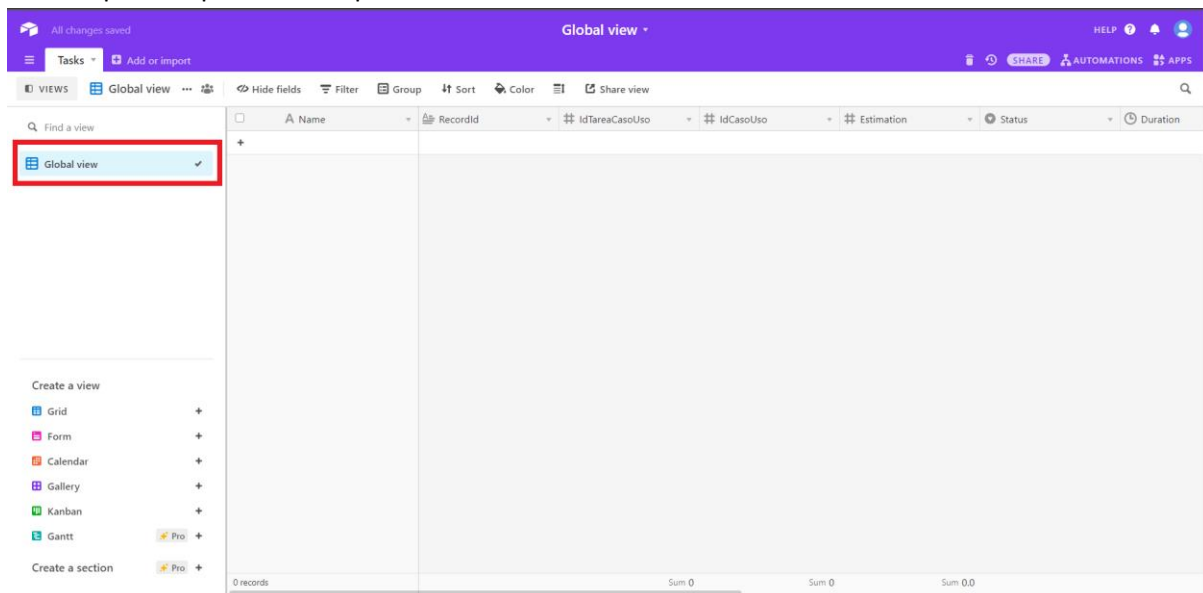 All changes saved
Global view
HELP
Tasks
Add or import
SHARE
AUTOMATIONS
APPS
VIEWS
Global view
Hide fields
Filter
Group
Sort
Color
Share view
Find a view
A Name
RecordId
# IdTareaCasoUso
# IdCasoUso
# Estimation
Status
Duration
+
Global view
Create a view
Grid +
Form +
Calendar +
Gallery +
Kanban +
Gantt Pro +
Create a section Pro +
0 records
Sum 0
Sum 0
Sum 0.0